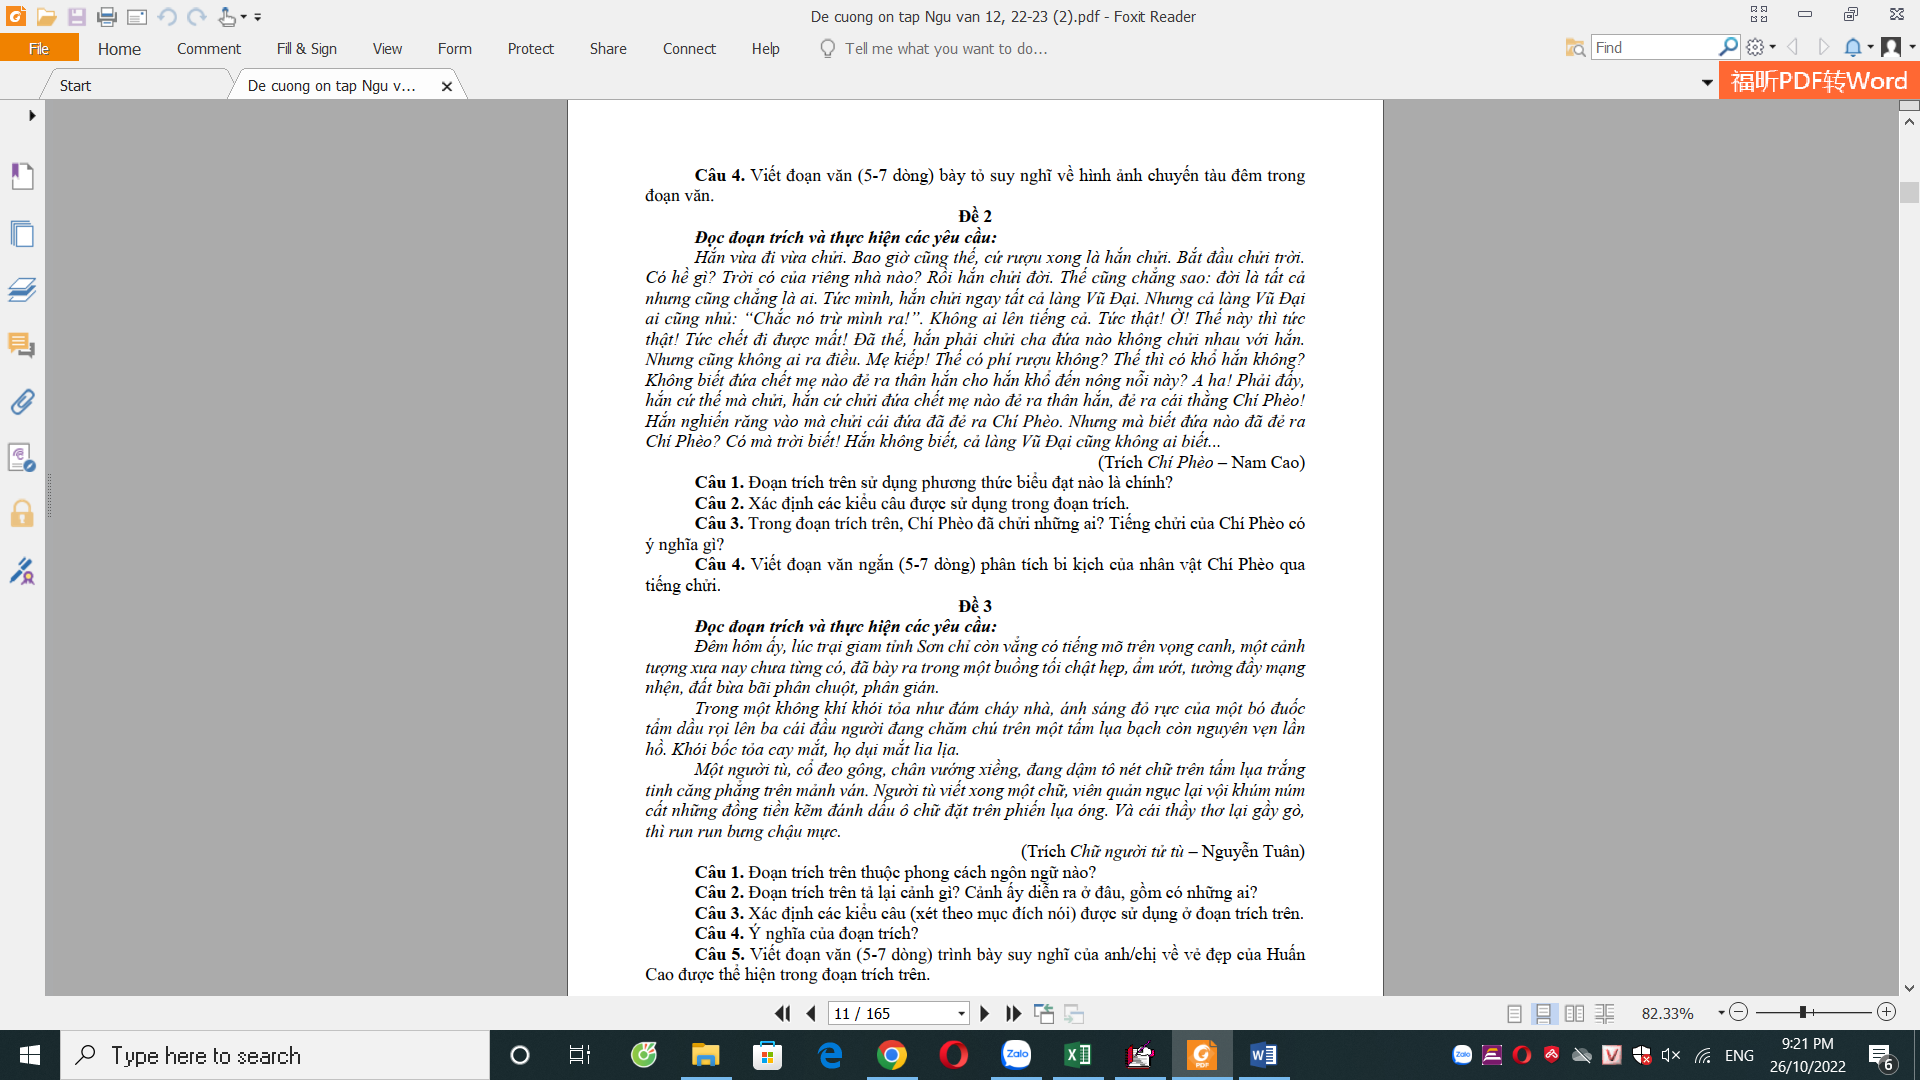 De cuong on tap Ngu van 12, 22-23 (2).pdf - Foxit Reader
File Home Comment Fill & Sign View Form Protect Share Connect Help Tell me what you want to do... Find
Start De cuong on tap Ngu v... 福昕PDF转Word
Câu 4. Viết đoạn văn (5-7 dòng) bày tỏ suy nghĩ về hình ảnh chuyến tàu đêm trong
đoạn văn.
Đề 2
Đọc đoạn trích và thực hiện các yêu cầu:
Hắn vừa đi vừa chửi. Bao giờ cũng thế, cứ rượu xong là hắn chửi. Bắt đầu chửi trời.
Có hề gì? Trời có của riêng nhà nào? Rồi hắn chửi đời. Thế cũng chẳng sao: đời là tất cả
nhưng cũng chẳng là ai. Tức mình, hắn chửi ngay tất cả làng Vũ Đại. Nhưng cả làng Vũ Đại
ai cũng nhủ: “Chắc nó trừ mình ra!”. Không ai lên tiếng cả. Tức thật! Ờ! Thế này thì tức
thật! Tức chết đi được mất! Đã thế, hắn phải chửi cha đứa nào không chửi nhau với hắn.
Nhưng cũng không ai ra điều. Mẹ kiếp! Thế có phí rượu không? Thế thì có khổ hắn không?
Không biết đứa chết mẹ nào đẻ ra thân hắn cho hắn khổ đến nông nỗi này? A ha! Phải đấy,
hắn cứ thế mà chửi, hắn cứ chửi đứa chết mẹ nào đẻ ra thân hắn, đẻ ra cái thằng Chí Phèo!
Hắn nghiến răng vào mà chửi cái đứa đã đẻ ra Chí Phèo. Nhưng mà biết đứa nào đã đẻ ra
Chí Phèo? Có mà trời biết! Hắn không biết, cả làng Vũ Đại cũng không ai biết...
(Trích Chí Phèo – Nam Cao)
Câu 1. Đoạn trích trên sử dụng phương thức biểu đạt nào là chính?
Câu 2. Xác định các kiểu câu được sử dụng trong đoạn trích.
Câu 3. Trong đoạn trích trên, Chí Phèo đã chửi những ai? Tiếng chửi của Chí Phèo có
ý nghĩa gì?
Câu 4. Viết đoạn văn ngắn (5-7 dòng) phân tích bi kịch của nhân vật Chí Phèo qua
tiếng chửi.
Đề 3
Đọc đoạn trích và thực hiện các yêu cầu:
Đêm hôm ấy, lúc trại giam tỉnh Sơn chỉ còn vẳng có tiếng mõ trên vọng canh, một cảnh
tượng xưa nay chưa từng có, đã bày ra trong một buồng tối chật hẹp, ẩm ướt, tường đầy mạng
nhện, đất bừa bãi phân chuột, phân gián.
Trong một không khí khói tỏa như đám cháy nhà, ánh sáng đỏ rực của một bó đuốc
tẩm dầu rọi lên ba cái đầu người đang chăm chú trên một tấm lụa bạch còn nguyên vẹn lần
hồ. Khói bốc tỏa cay mắt, họ dụi mắt lia lịa.
Một người tù, cổ đeo gông, chân vướng xiềng, đang dậm tô nét chữ trên tấm lụa trắng
tinh căng phẳng trên mảnh ván. Người tù viết xong một chữ, viên quản ngục lại vội khúm núm
cất những đồng tiền kẽm đánh dấu ô chữ đặt trên phiến lụa óng. Và cái thầy thơ lại gầy gò,
thì run run bưng chậu mực.
(Trích Chữ người tử tù – Nguyễn Tuân)
Câu 1. Đoạn trích trên thuộc phong cách ngôn ngữ nào?
Câu 2. Đoạn trích trên tả lại cảnh gì? Cảnh ấy diễn ra ở đâu, gồm có những ai?
Câu 3. Xác định các kiểu câu (xét theo mục đích nói) được sử dụng ở đoạn trích trên.
Câu 4. Ý nghĩa của đoạn trích?
Câu 5. Viết đoạn văn (5-7 dòng) trình bày suy nghĩ của anh/chị về vẻ đẹp của Huấn
Cao được thể hiện trong đoạn trích trên.
11 / 165 82.33%
Type here to search Zalo ENG 9:21 PM
26/10/2022 6